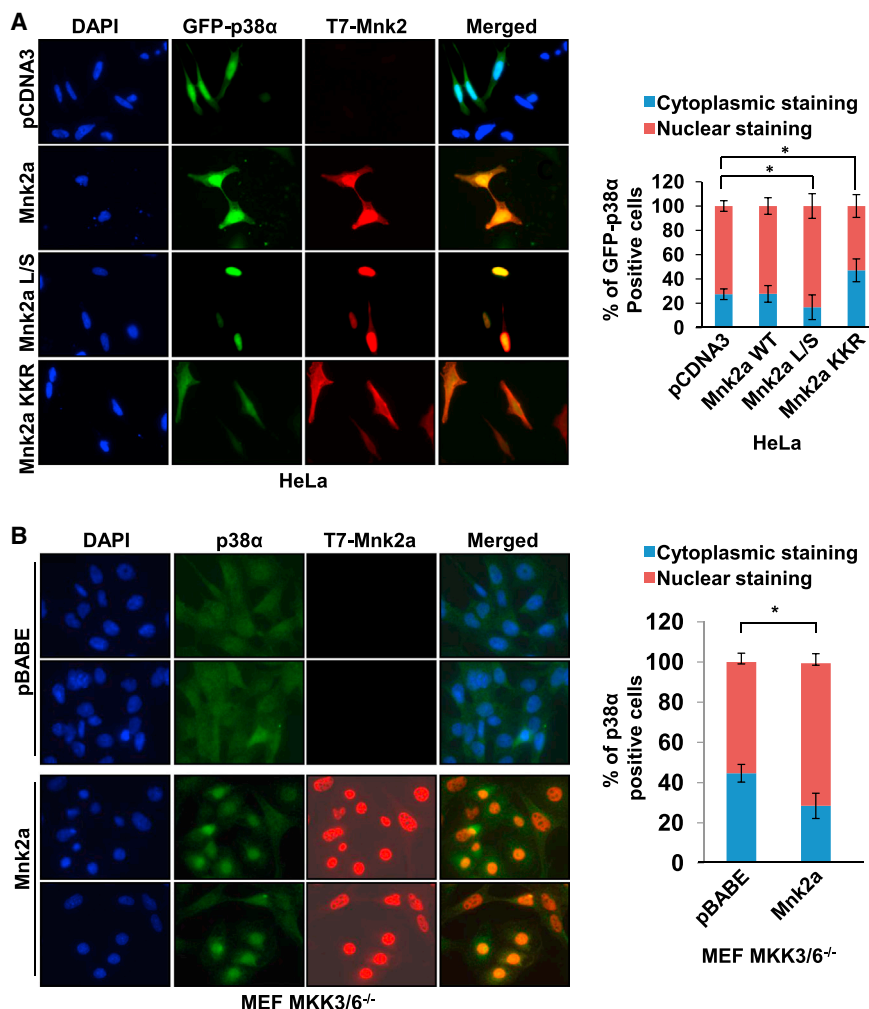 A
DAPI GFP-p38α T7-Mnk2 Merged
pCDNA3
Mnk2a
Mnk2a L/S
Mnk2a KKR
HeLa
Cytoplasmic staining
Nuclear staining
*
*
% of GFP-p38α
Positive cells
120
100
80
60
40
20
0
pCDNA3
Mnk2a WT
Mnk2a L/S
Mnk2a KKR
HeLa
B
DAPI p38α T7-Mnk2a Merged
pBABE
Mnk2a
MEF MKK3/6-/-
Cytoplasmic staining
Nuclear staining
*
% of p38α
positive cells
120
100
80
60
40
20
0
pBABE
Mnk2a
MEF MKK3/6-/-